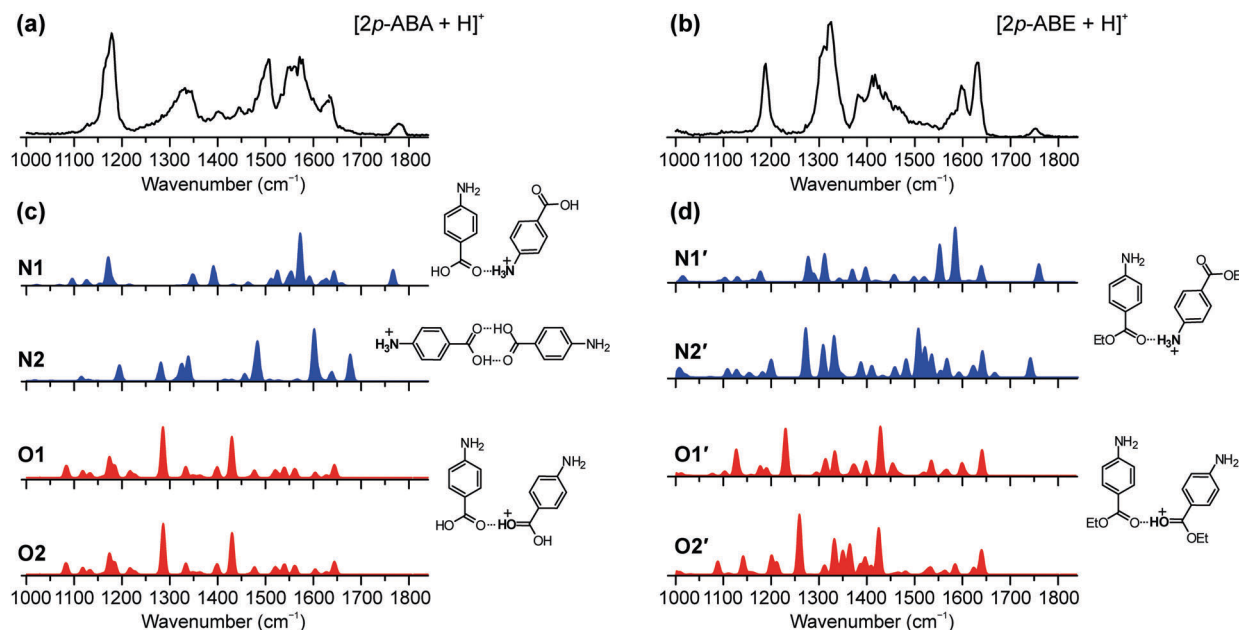 (a) [2p-ABA + H]⁺
1000 1100 1200 1300 1400 1500 1600 1700 1800
Wavenumber (cm⁻¹)
(b) [2p-ABE + H]⁺
1000 1100 1200 1300 1400 1500 1600 1700 1800
Wavenumber (cm⁻¹)
(c)
NH₂
O
OH
HO
O
H₃N
+
N1
+
H₃N
O
HO
OH
O
NH₂
N2
O1
NH₂
NH₂
HO
O
HO
+
OH
O2
1000 1100 1200 1300 1400 1500 1600 1700 1800
Wavenumber (cm⁻¹)
(d)
N1′
NH₂
O
OE
EtO
O
H₃N
+
N2′
O1′
NH₂
NH₂
EtO
O
HO
+
OEt
O2′
1000 1100 1200 1300 1400 1500 1600 1700 1800
Wavenumber (cm⁻¹)